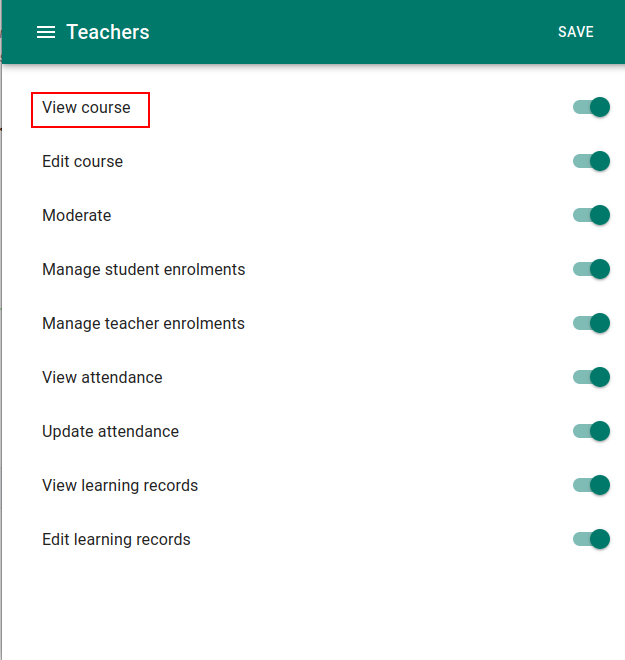 Teachers
SAVE
View course
Edit course
Moderate
Manage student enrolments
Manage teacher enrolments
View attendance
Update attendance
View learning records
Edit learning records